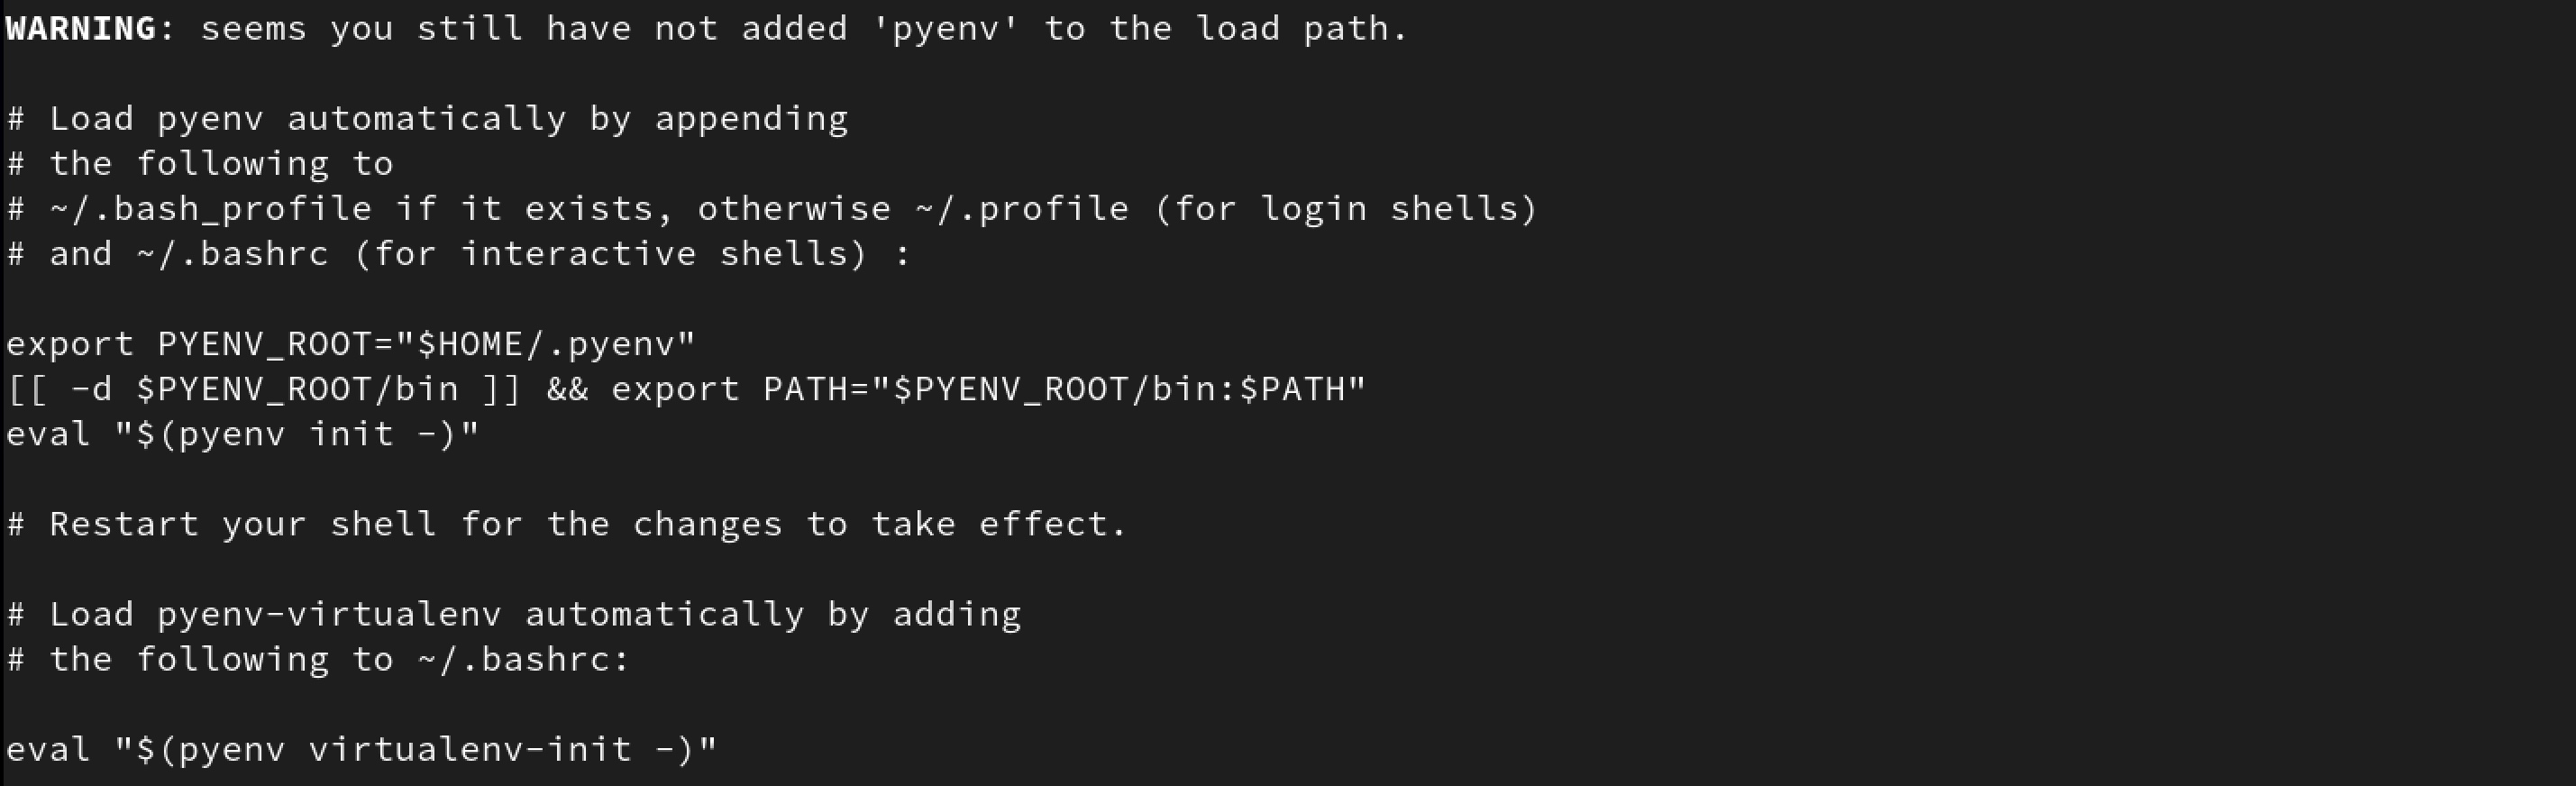 WARNING: seems you still have not added 'pyenv' to the load path.
# Load pyenv automatically by appending
# the following to
# ~/.bash_profile if it exists, otherwise ~/.profile (for login shells)
# and ~/.bashrc (for interactive shells) :
export PYENV_ROOT="$HOME/.pyenv"
[[ -d $PYENV_ROOT/bin ]] && export PATH="$PYENV_ROOT/bin:$PATH"
eval "$(pyenv init -)"
# Restart your shell for the changes to take effect.
# Load pyenv-virtualenv automatically by adding
# the following to ~/.bashrc:
eval "$(pyenv virtualenv-init -)"